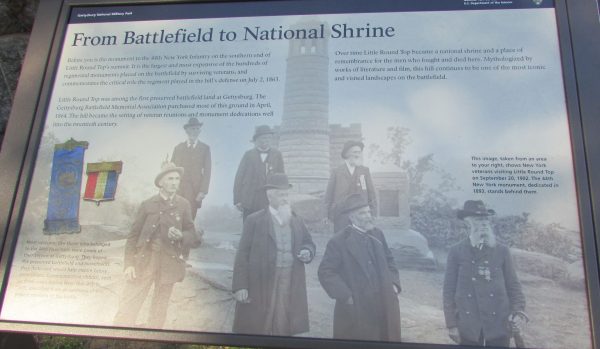 Gettysburg National Military Park
U.S. Department of the Interior
From Battlefield to National Shrine
Before you is the monument to the 44th New York Infantry on the southern end of
Little Round Top's summit. It is the largest and most expensive of the hundreds of
regimental monuments placed on the battlefield by surviving veterans, and
commemorates the critical role the regiment played in the hill's defense on July 2, 1863.
Little Round Top was among the first preserved battlefield land at Gettysburg. The
Gettysburg Battlefield Memorial Association purchased most of this ground in April,
1864. The hill became the setting of veteran reunions and monument dedications well
into the twentieth century.
Over time Little Round Top became a national shrine and a place of
remembrance for the men who fought and died here. Mythologized by
works of literature and film, this hill continues to be one of the most iconic
and visited landscapes on the battlefield.
This image, taken from an area
to your right, shows New York
veterans visiting Little Round Top
on September 20, 1902. The 44th
New York monument, dedicated in
1893, stands behind them.